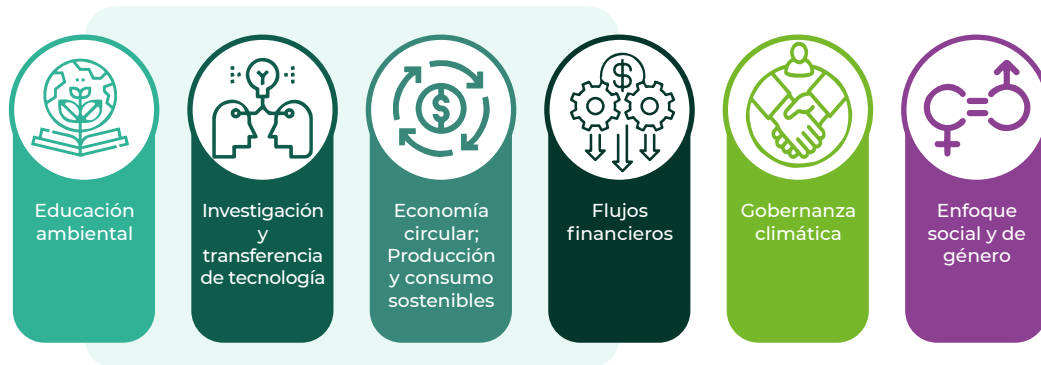 Educación
ambiental
Investigación
y
transferencia
de tecnología
Economía
circular;
Producción
y consumo
sostenibles
$
Flujos
financieros
$
Gobernanza
climática
Enfoque
social y de
género